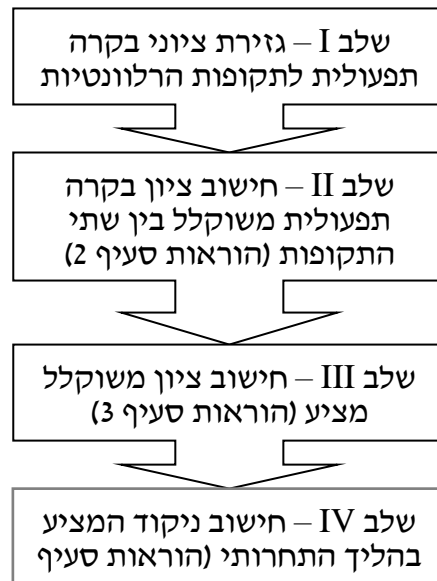 שלב I – גזירת ציוני בקרה
תפעולית לתקופות הרלוונטיות
שלב II – חישוב ציון בקרה
תפעולית משוקלל בין שתי
התקופות (הוראות סעיף 2)
שלב III – חישוב ציון משוקלל
מציע (הוראות סעיף 3)
שלב IV – חישוב ניקוד המציע
בהליך התחרותי (הוראות סעיף